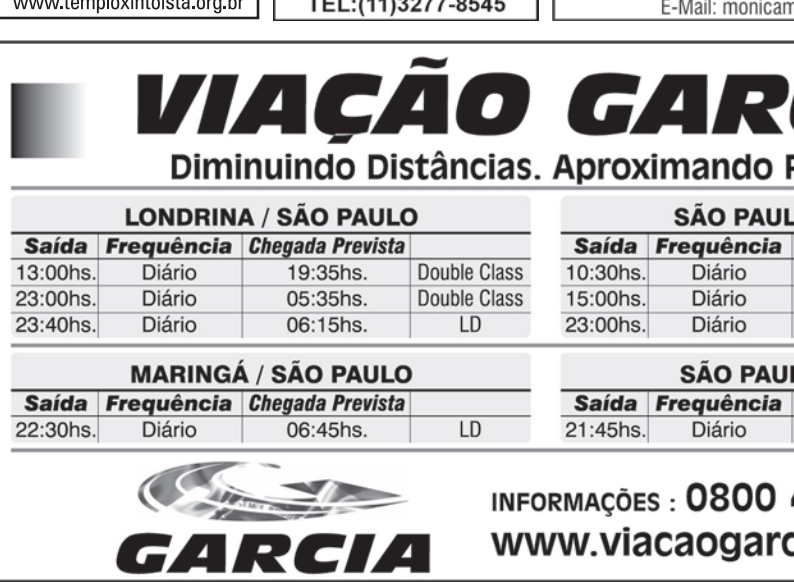 www.temploxintoista.org.br
TEL:(11)3277-8545
E-Mail: monicam
VIAÇÃO GARC
Diminuindo Distâncias. Aproximando P
LONDRINA / SÃO PAULO
Saída Frequência Chegada Prevista
13:00hs. Diário 19:35hs. Double Class
23:00hs. Diário 05:35hs. Double Class
23:40hs. Diário 06:15hs. LD
SÃO PAUL
Saída Frequência
10:30hs. Diário
15:00hs. Diário
23:00hs. Diário
MARINGÁ / SÃO PAULO
Saída Frequência Chegada Prevista
22:30hs. Diário 06:45hs. LD
SÃO PAUL
Saída Frequência
21:45hs. Diário
GARCIA
INFORMAÇÕES : 0800 4
www.viacaogarc